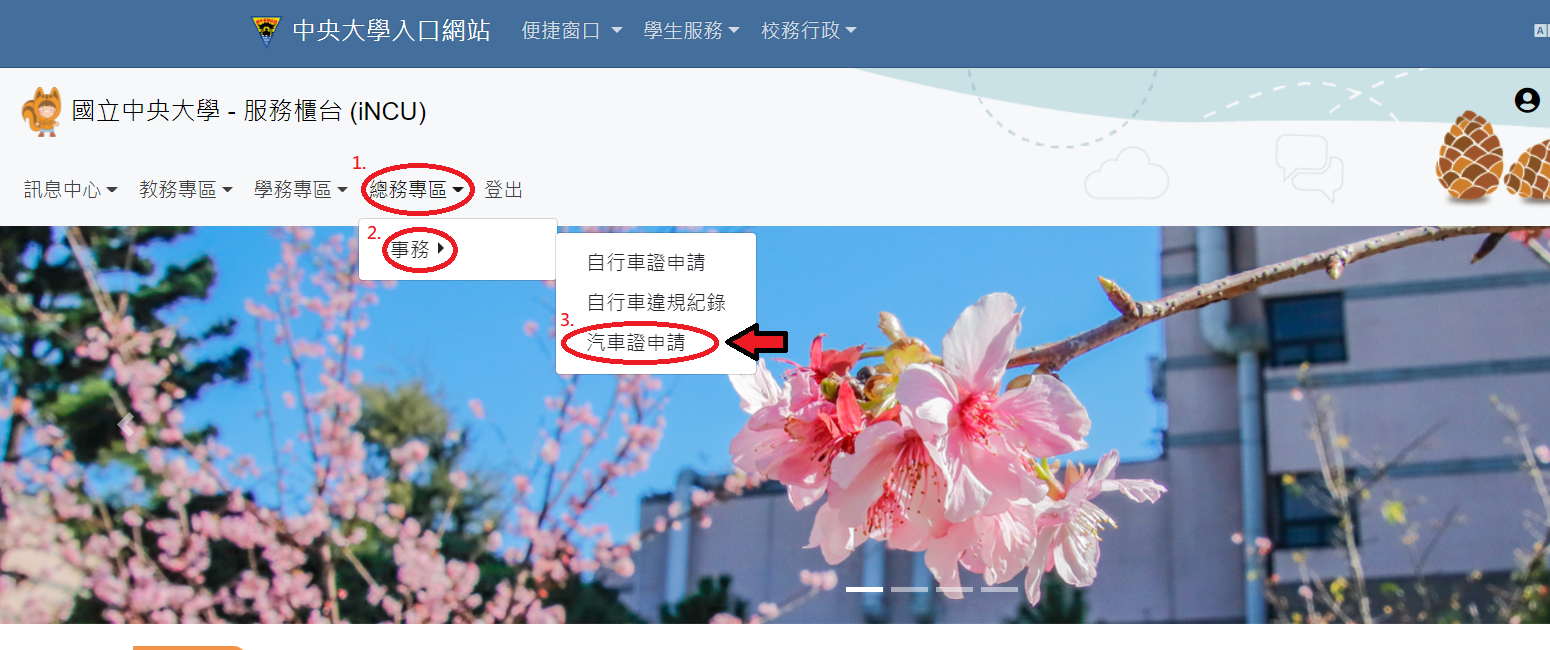 中央大學入口網站 便捷窗口 學生服務 校務行政
A
國立中央大學 - 服務櫃台 (iNCU)
1.
訊息中心 教務專區 學務專區 總務專區 登出
2.
事務
自行車證申請
自行車違規紀錄
3.
汽車證申請